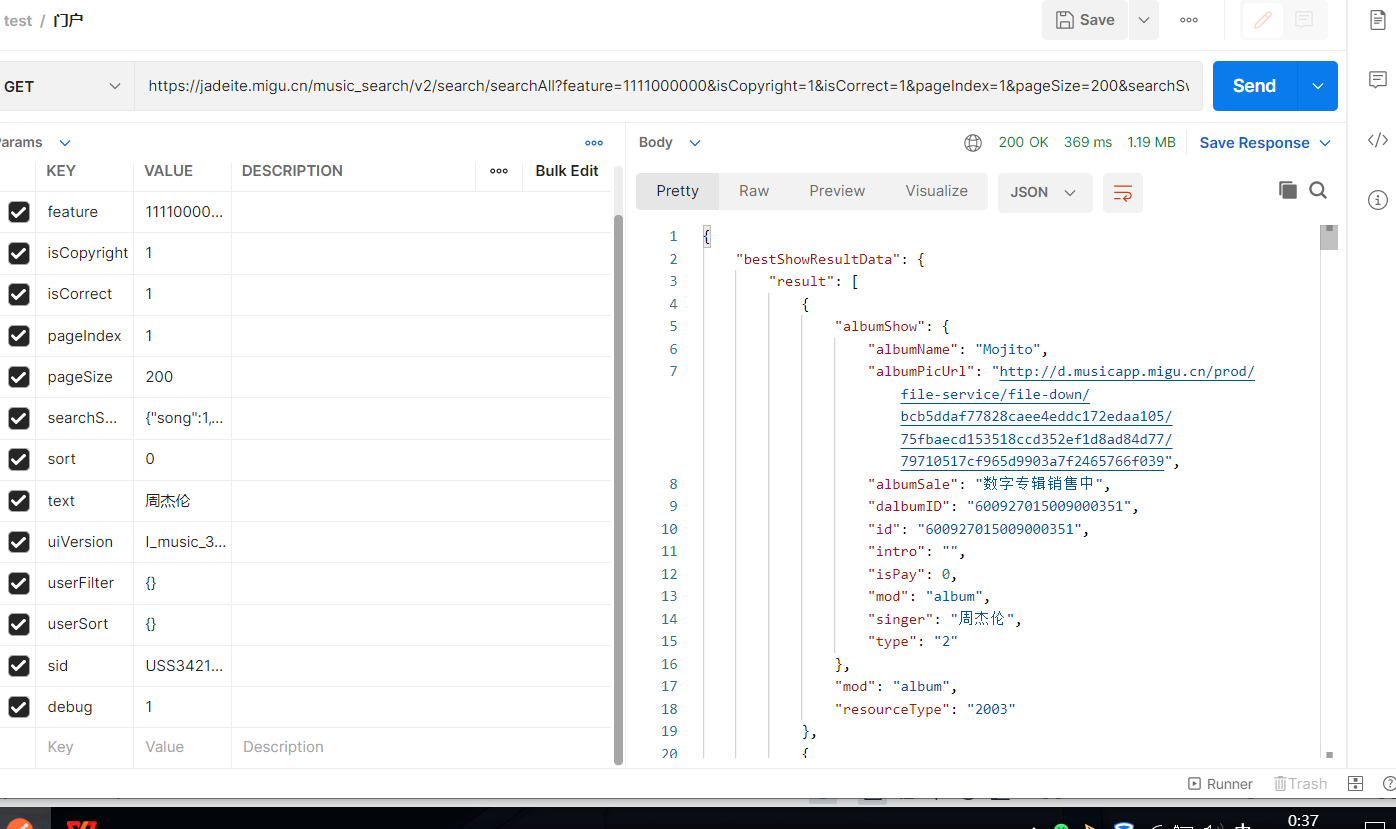 test / 门户
Save
GET
https://jadeite.migu.cn/music_search/v2/search/searchAll?feature=1111000000&isCopyright=1&isCorrect=1&pageIndex=1&pageSize=200&searchSw
Send
arams
Body
200 OK 369 ms 1.19 MB Save Response
KEY VALUE DESCRIPTION Bulk Edit
Pretty Raw Preview Visualize JSON
feature 11110000...
isCopyright 1
isCorrect 1
pageIndex 1
pageSize 200
searchS... {"song":1,...
sort 0
text 周杰伦
uiVersion I_music_3...
userFilter {}
userSort {}
sid USS3421...
debug 1
Key Value Description
1 {
2 "bestShowResultData": {
3 "result": [
4 {
5 "albumShow": {
6 "albumName": "Mojito",
7 "albumPicUrl": "http://d.musicapp.migu.cn/prod/
file-service/file-down/
bcb5ddaf77828caee4eddc172edaa105/
75fbaecd153518ccd352ef1d8ad84d77/
79710517cf965d9903a7f2465766f039",
8 "albumSale": "数字专辑销售中",
9 "dalbumID": "600927015009000351",
10 "id": "600927015009000351",
11 "intro": "",
12 "isPay": 0,
13 "mod": "album",
14 "singer": "周杰伦",
15 "type": "2"
16 },
17 "mod": "album",
18 "resourceType": "2003"
19 },
20 {
Runner Trash
0:37